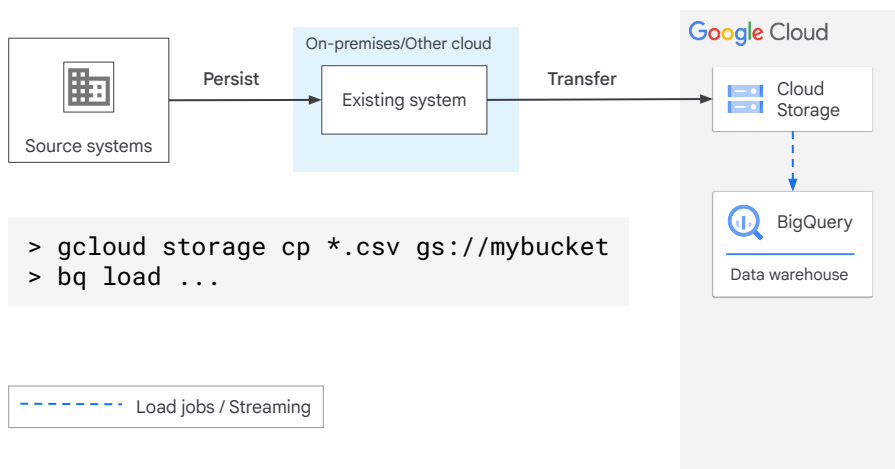 Google Cloud
On-premises/Other cloud
Persist
Transfer
Existing system
Cloud
Storage
Source systems
BigQuery
Data warehouse
> gcloud storage cp *.csv gs://mybucket
> bq load ...
Load jobs / Streaming